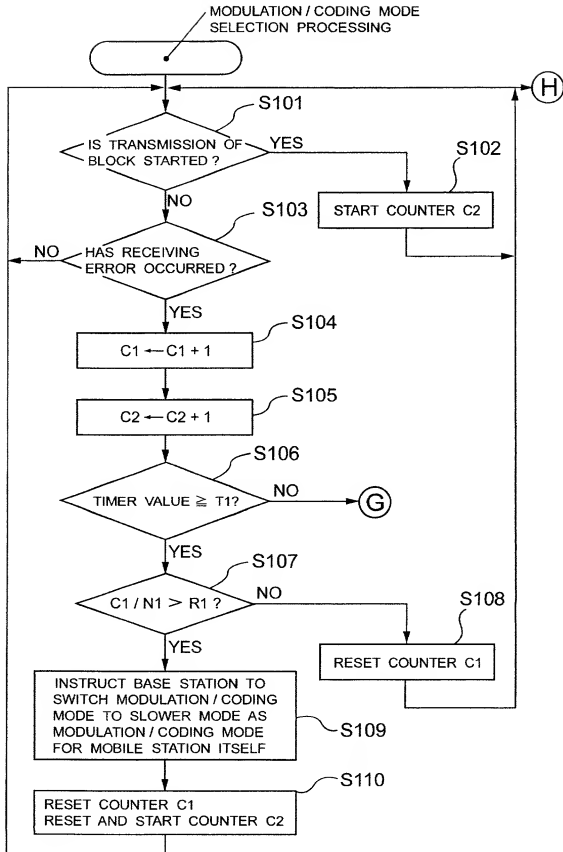 MODULATION / CODING MODE
SELECTION PROCESSING
H
S101
IS TRANSMISSION OF
BLOCK STARTED ?
YES
S102
START COUNTER C2
NO
S103
HAS RECEIVING
ERROR OCCURRED ?
NO
YES
S104
C1 ← C1 + 1
S105
C2 ← C2 + 1
S106
TIMER VALUE ≧ T1?
NO
G
YES
S107
C1 / N1 > R1 ?
NO
S108
RESET COUNTER C1
YES
INSTRUCT BASE STATION TO
SWITCH MODULATION / CODING
MODE TO SLOWER MODE AS
MODULATION / CODING MODE
FOR MOBILE STATION ITSELF
S109
S110
RESET COUNTER C1
RESET AND START COUNTER C2